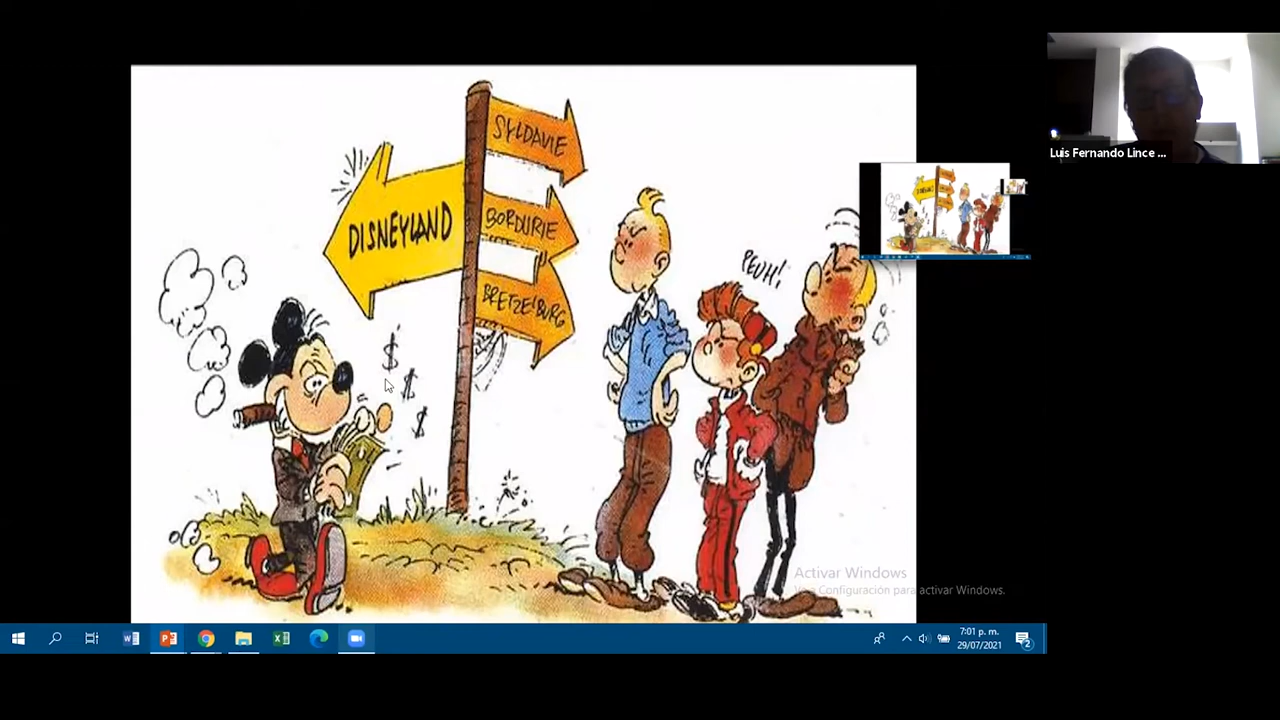 SYLDAVIE
DISNEYLAND
BORDURIE
BRETZELBURG
PEUH!
$
$
$
Luis Fernando Lince ...
Activar Windows
Ve a Configuración para activar Windows.
7:01 p. m.
29/07/2021
2